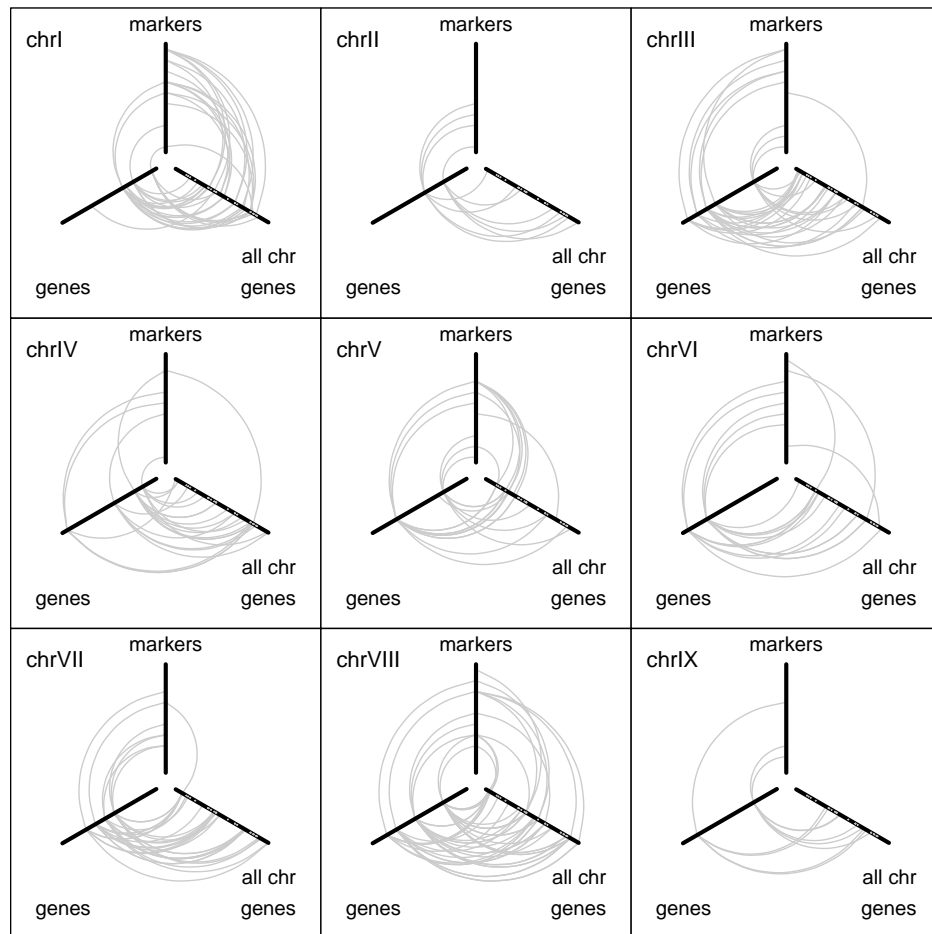 chrI
markers
all chr
genes
genes
chrII
markers
all chr
genes
genes
chrIII
markers
all chr
genes
genes
chrIV
markers
all chr
genes
genes
chrV
markers
all chr
genes
genes
chrVI
markers
all chr
genes
genes
chrVII
markers
all chr
genes
genes
chrVIII
markers
all chr
genes
genes
chrIX
markers
all chr
genes
genes